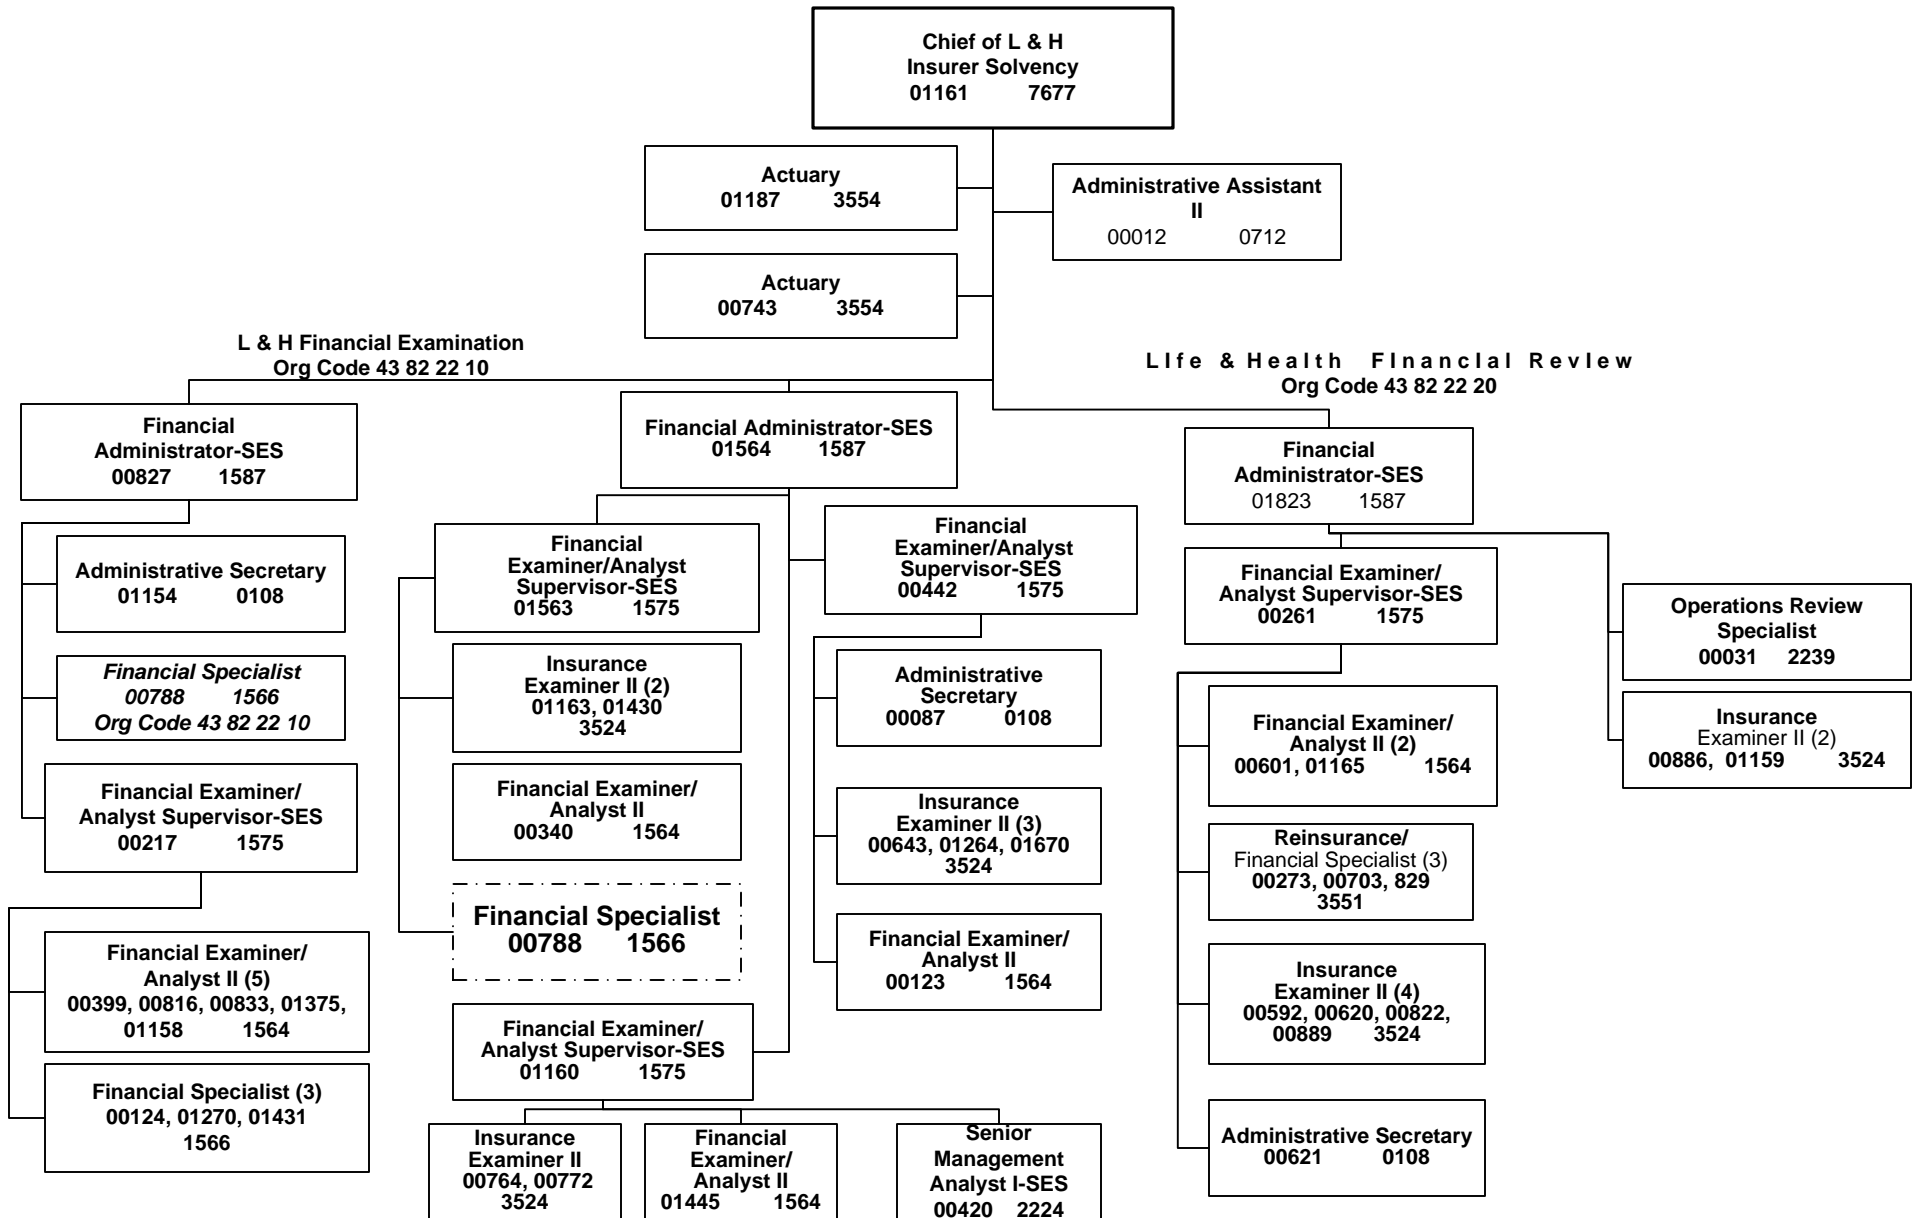 Chief of L & H
Insurer Solvency
01161 7677
Actuary
01187 3554
Administrative Assistant
II
00012 0712
Actuary
00743 3554
L & H Financial Examination
Org Code 43 82 22 10
LIfe & HealthFInancIal RevIew
Org Code 43 82 22 20
Financial
Administrator-SES
00827 1587
Administrative Secretary
01154 0108
Financial Specialist
00788 1566
Org Code 43 82 22 10
Financial Examiner/
Analyst Supervisor-SES
00217 1575
Financial Examiner/
Analyst II (5)
00399, 00816, 00833, 01375,
01158 1564
Financial Specialist (3)
00124, 01270, 01431
1566
Financial Administrator-SES
01564 1587
Financial
Examiner/Analyst
Supervisor-SES
01563 1575
Insurance
Examiner II (2)
01163, 01430
3524
Financial Examiner/
Analyst II
00340 1564
Financial Specialist
00788 1566
Financial Examiner/
Analyst Supervisor-SES
01160 1575
Insurance
Examiner II
00764, 00772
3524
Financial
Examiner/
Analyst II
01445 1564
Senior
Management
Analyst I-SES
00420 2224
Financial
Examiner/Analyst
Supervisor-SES
00442 1575
Administrative
Secretary
00087 0108
Insurance
Examiner II (3)
00643, 01264, 01670
3524
Financial Examiner/
Analyst II
00123 1564
Financial
Administrator-SES
01823 1587
Financial Examiner/
Analyst Supervisor-SES
00261 1575
Financial Examiner/
Analyst II (2)
00601, 01165 1564
Reinsurance/
Financial Specialist (3)
00273, 00703, 829
3551
Insurance
Examiner II (4)
00592, 00620, 00822,
00889 3524
Administrative Secretary
00621 0108
Operations Review
Specialist
00031 2239
Insurance
Examiner II (2)
00886, 01159 3524